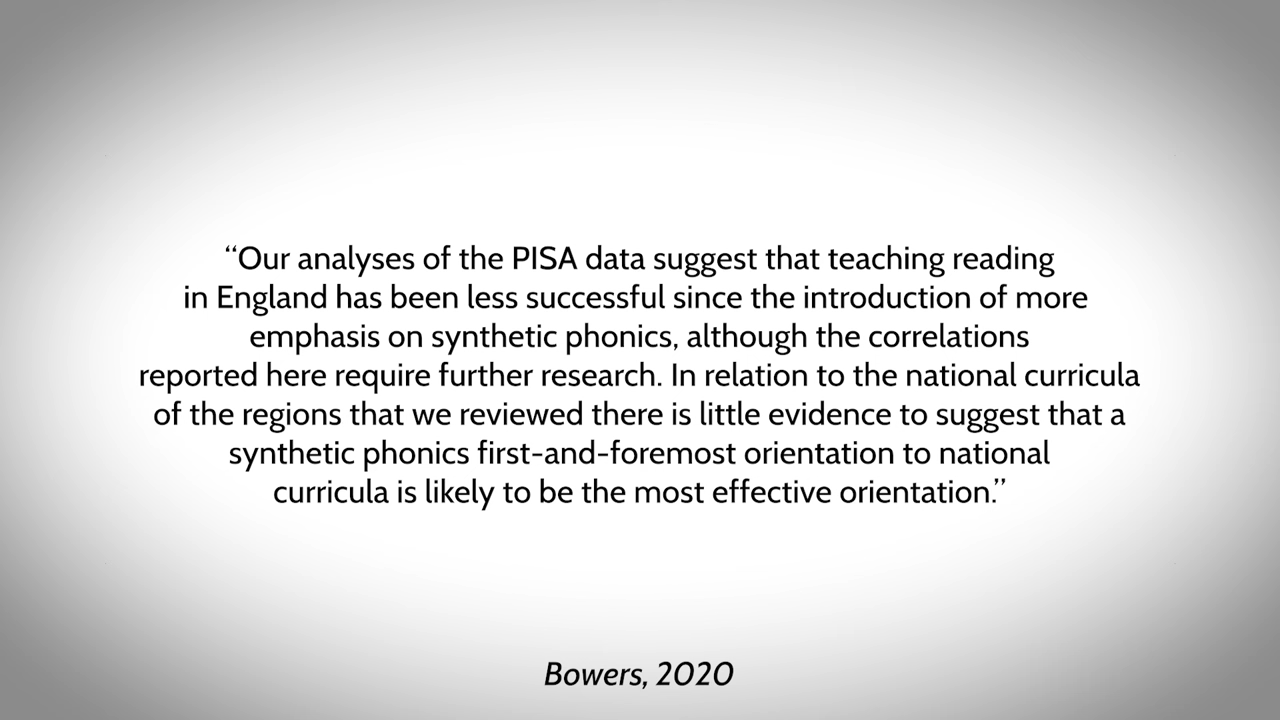 “Our analyses of the PISA data suggest that teaching reading
in England has been less successful since the introduction of more
emphasis on synthetic phonics, although the correlations
reported here require further research. In relation to the national curricula
of the regions that we reviewed there is little evidence to suggest that a
synthetic phonics first-and-foremost orientation to national
curricula is likely to be the most effective orientation.”
Bowers, 2020